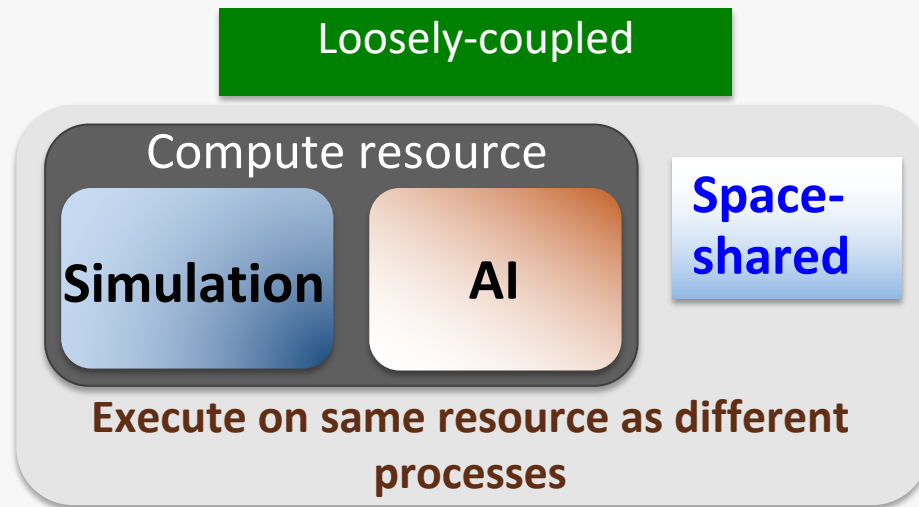 Loosely-coupled
Compute resource
Simulation
AI
Space-
shared
Execute on same resource as different
processes